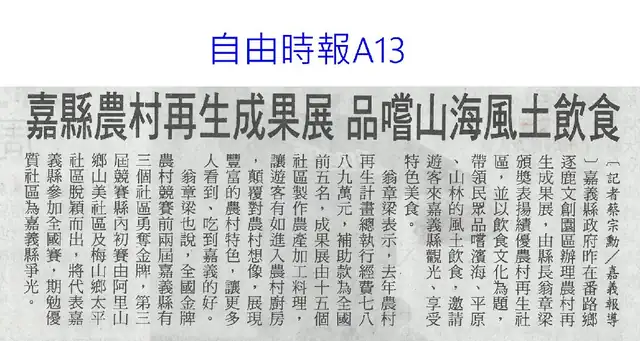 自由時報A13
嘉縣農村再生成果展 品嚐山海風土飲食
〔記者蔡宗勳/嘉義報導
〕嘉義縣政府昨在番路鄉
逐鹿文創園區辦理農村再
生成果展,由縣長翁章梁
頒獎表揚績優農村再生社
區,並以飲食文化為題,
帶領民眾品嚐濱海、平原
、山林的風土飲食,邀請
遊客來嘉義縣觀光、享受
特色美食。
翁章梁表示,去年農村
再生計畫總執行經費七八
八九萬元,補助款為全國
前五名,成果展由十五個
社區製作農產加工料理,
讓遊客有如進入農村廚房
,顛覆對農村想像,展現
豐富的農村特色,讓更多
人看到、吃到嘉義的好。
翁章梁也說,全國金牌
農村競賽前兩屆嘉義縣有
三個社區勇奪金牌,第三
屆競賽縣內初賽由阿里山
鄉山美社區及梅山鄉太平
社區脫穎而出,將代表嘉
義縣參加全國賽,期勉優
質社區為嘉義縣爭光。